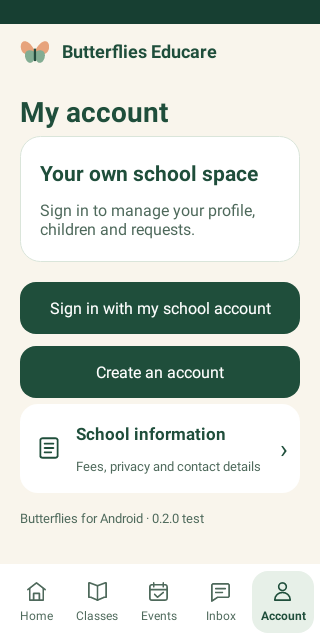 Butterflies Educare
My account
Your own school space
Sign in to manage your profile,
children and requests.
Sign in with my school account
Create an account
School information
Fees, privacy and contact details
Butterflies for Android · 0.2.0 test
Home Classes Events Inbox Account